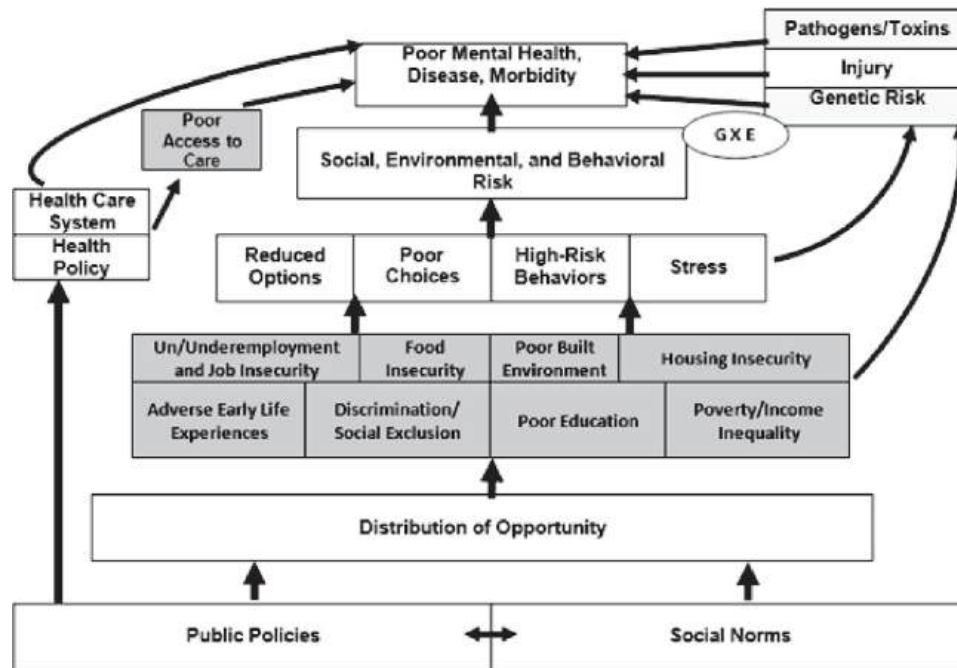 Poor Mental Health,
Disease, Morbidity
Pathogens/Toxins
Injury
Genetic Risk
Poor
Access to
Care
G X E
Social, Environmental, and Behavioral
Risk
Health Care
System
Health
Policy
Reduced
Options
Poor
Choices
High-Risk
Behaviors
Stress
Un/Underemployment
and Job Insecurity
Food
Insecurity
Poor Built
Environment
Housing Insecurity
Adverse Early Life
Experiences
Discrimination/
Social Exclusion
Poor Education
Poverty/Income
Inequality
Distribution of Opportunity
Public Policies
Social Norms